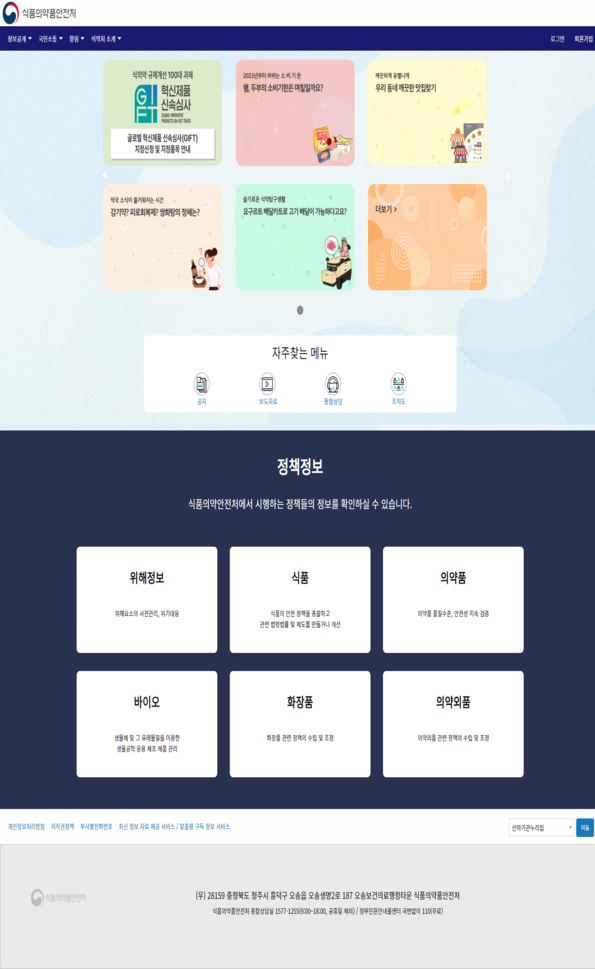 식품의약품안전처
정보공개 국민소통 알림 식약처 소개 로그인 회원가입
식의약 규제개선 100대 과제
GIFT 혁신제품
신속심사
GLOBAL INNOVATIVE
PRODUCTS ON FAST TRACK
글로벌 혁신제품 신속심사(GIFT)
지정신청 및 지정품목 안내
2023년부터 바뀌는 소.비.기.한
햄, 두부의 소비기한은 며칠일까요?
깨끗하게 유별나게
우리 동네 깨끗한 맛집찾기
약국 소식이 즐거워지는 시간
감기약? 피로회복제? 쌍화탕의 정체는?
슬기로운 식약탐구생활
요구르트 배달카트로 고기 배달이 가능하다고요?
더보기 >
자주찾는 메뉴
공지 보도자료 통합상담 조직도
정책정보
식품의약안전처에서 시행하는 정책들의 정보를 확인하실 수 있습니다.
위해정보
위해요소의 사전관리, 위기대응
식품
식품의 안전 정책을 총괄하고
관련 법령법률 및 제도를 만들거나 개선
의약품
의약품 품질수준, 안전성 지속 검증
바이오
생물체 및 그 유래물질을 이용한
생물공학 응용 제조 제품 관리
화장품
화장품 관련 정책의 수립 및 조정
의약외품
의약외품 관련 정책의 수립 및 조정
개인정보처리방침 저작권정책 부서별전화번호 최신 정보 자료 제공 서비스 / 맞춤형 구독 정보 서비스
산하기관누리집 이동
식품의약품안전처
(우) 28159 충청북도 청주시 흥덕구 오송읍 오송생명2로 187 오송보건의료행정타운 식품의약품안전처
식품의약품안전처 종합상담실 1577-1255(9:00~18:00, 공휴일 제외) / 정부민원안내콜센터 국번없이 110(무료)